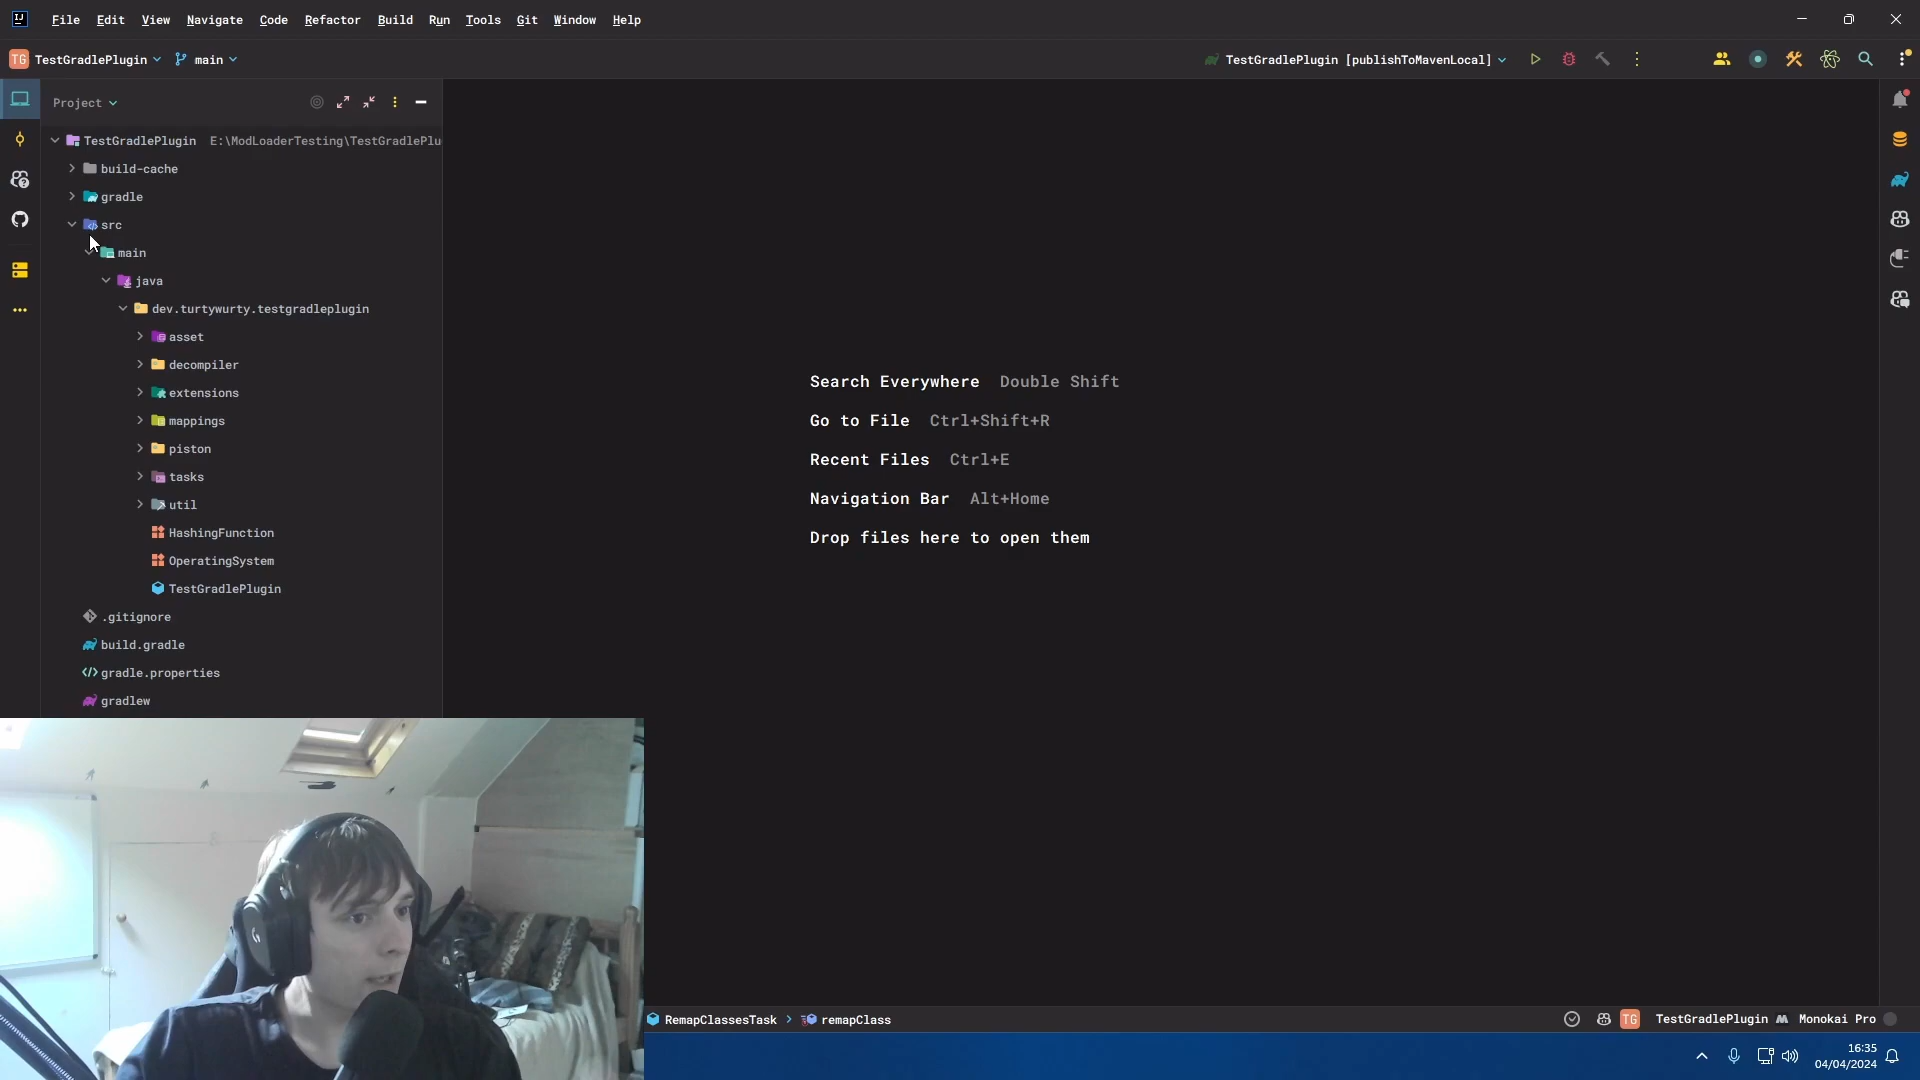 File Edit View Navigate Code Refactor Build Run Tools Git Window Help
TG TestGradlePlugin main TestGradlePlugin [publishToMavenLocal]
Project
TestGradlePlugin E:\ModLoaderTesting\TestGradlePlu
build-cache
gradle
src
main
java
dev.turtywurty.testgradleplugin
asset
decompiler
extensions
mappings
piston
tasks
util
HashingFunction
OperatingSystem
TestGradlePlugin
.gitignore
build.gradle
gradle.properties
gradlew
Search Everywhere Double Shift
Go to File Ctrl+Shift+R
Recent Files Ctrl+E
Navigation Bar Alt+Home
Drop files here to open them
RemapClassesTask remapClass TG TestGradlePlugin Monokai Pro
16:35
04/04/2024